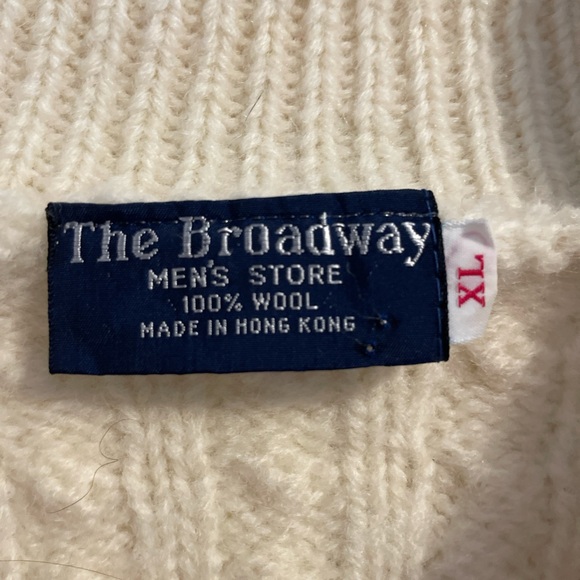 The Broadway
MEN'S STORE
100% WOOL
MADE IN HONG KONG
XL